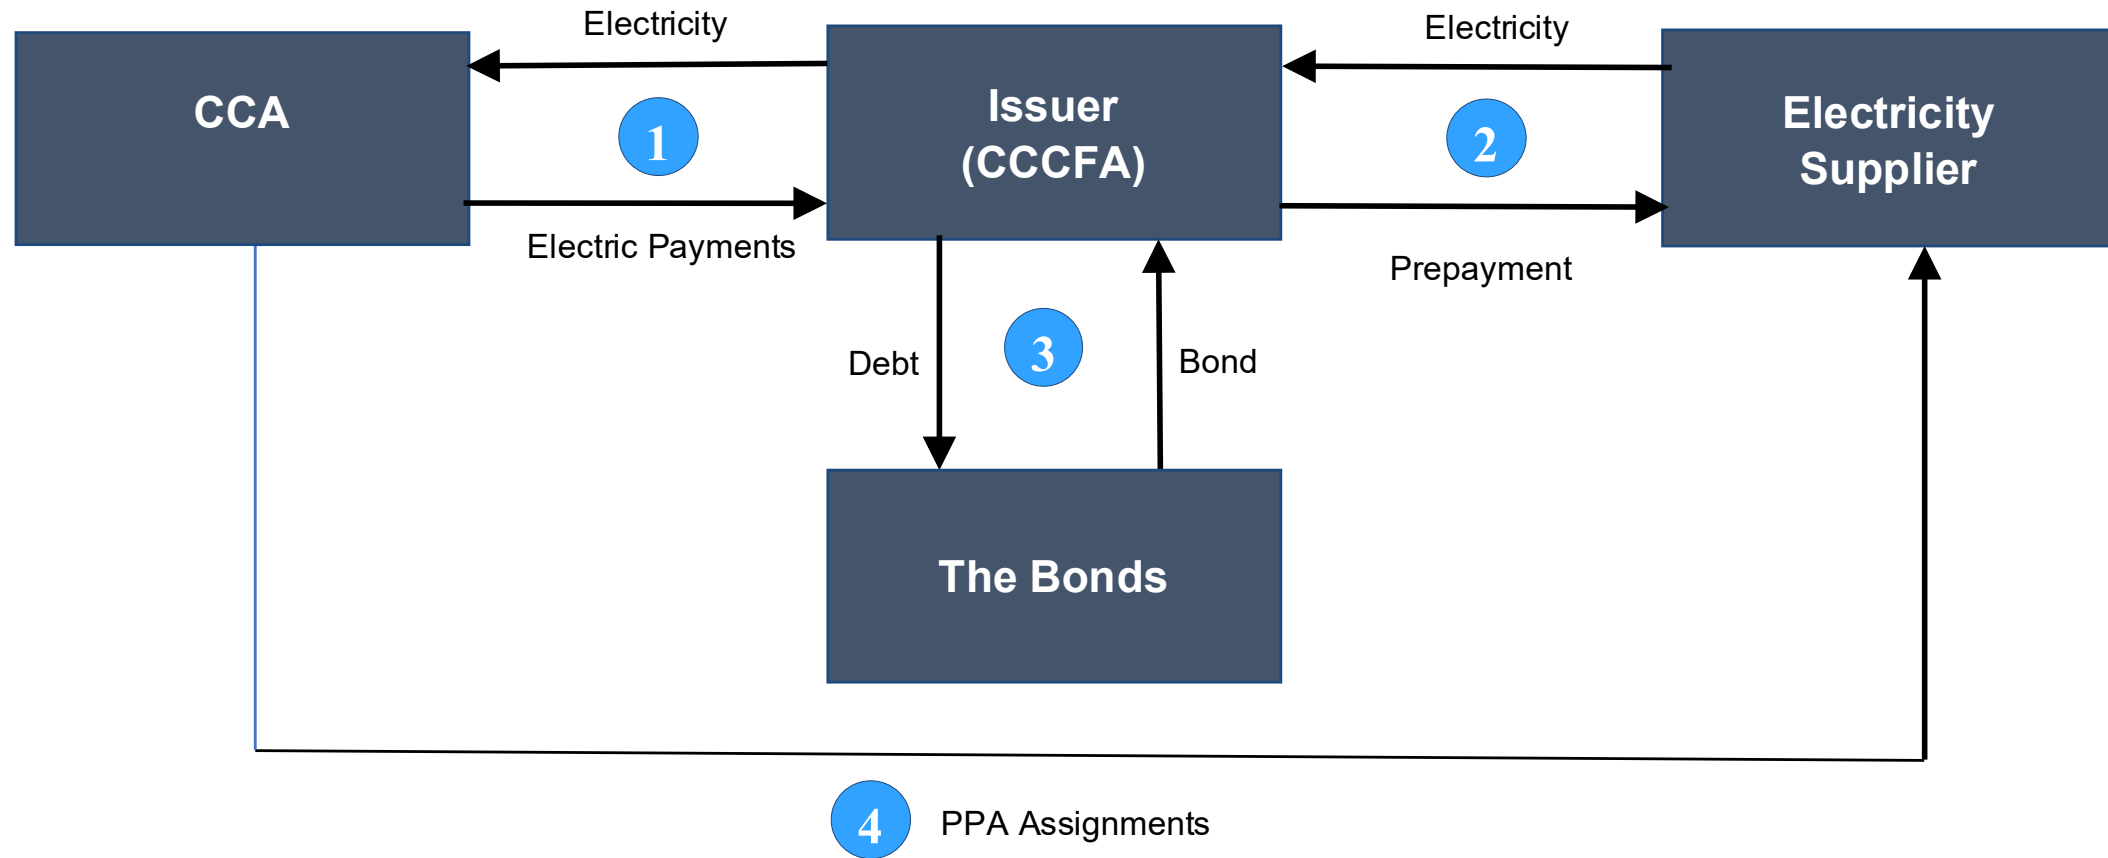 Electricity
Electricity
CCA
Issuer
(CCCFA)
Electricity
Supplier
1
2
Electric Payments
Prepayment
Debt
3
Bond
The Bonds
4
PPA Assignments